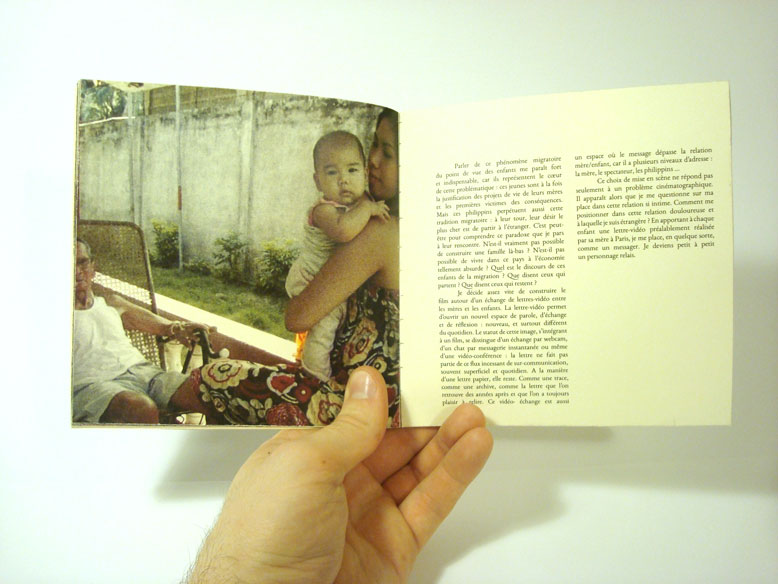 Parler de ce phénomène migratoire
du point de vue des enfants me paraît fort
et indispensable, car ils représentent le cœur
de cette problématique : ces jeunes sont à la fois
la justification des projets de vie de leurs mères
et les premières victimes des conséquences.
Mais ces philippins perpétuent aussi cette
tradition migratoire : à leur tour, leur désir le
plus cher est de partir à l'étranger. C'est peut-
être pour comprendre ce paradoxe que je pars
à leur rencontre. N'est-il vraiment pas possible
de construire une famille là-bas ? N'est-il pas
possible de vivre dans ce pays à l'économie
tellement absurde ? Quel est le discours de ces
enfants de la migration ? Que disent ceux qui
partent ? Que disent ceux qui restent ?
Je décide assez vite de construire le
film autour d'un échange de lettres-vidéo entre
les mères et les enfants. La lettre-vidéo permet
d'ouvrir un nouvel espace de parole, d'échange
et de réflexion : nouveau, et surtout différent
du quotidien. Le statut de cette image, s'intégrant
à un film, se distingue d'un échange par webcam,
d'un chat par messagerie instantanée ou même
d'une vidéo-conférence : la lettre ne fait pas
partie de ce flux incessant de sur-communication,
souvent superficiel et quotidien. A la manière
d'une lettre papier, elle reste. Comme une trace,
comme une archive, comme la lettre que l'on
retrouve des années après et que l'on a toujours
plaisir à relire. Ce vidéo- échange est aussi
un espace où le message dépasse la relation
mère/enfant, car il a plusieurs niveaux d'adresse :
la mère, le spectateur, les philippins ...
Ce choix de mise en scène ne répond pas
seulement à un problème cinématographique.
Il apparaît alors que je me questionne sur ma
place dans cette relation si intime. Comment me
positionner dans cette relation douloureuse et
à laquelle je suis étrangère ? En apportant à chaque
enfant une lettre-vidéo préalablement réalisée
par sa mère à Paris, je me place, en quelque sorte,
comme un messager. Je deviens petit à petit
un personnage relais.